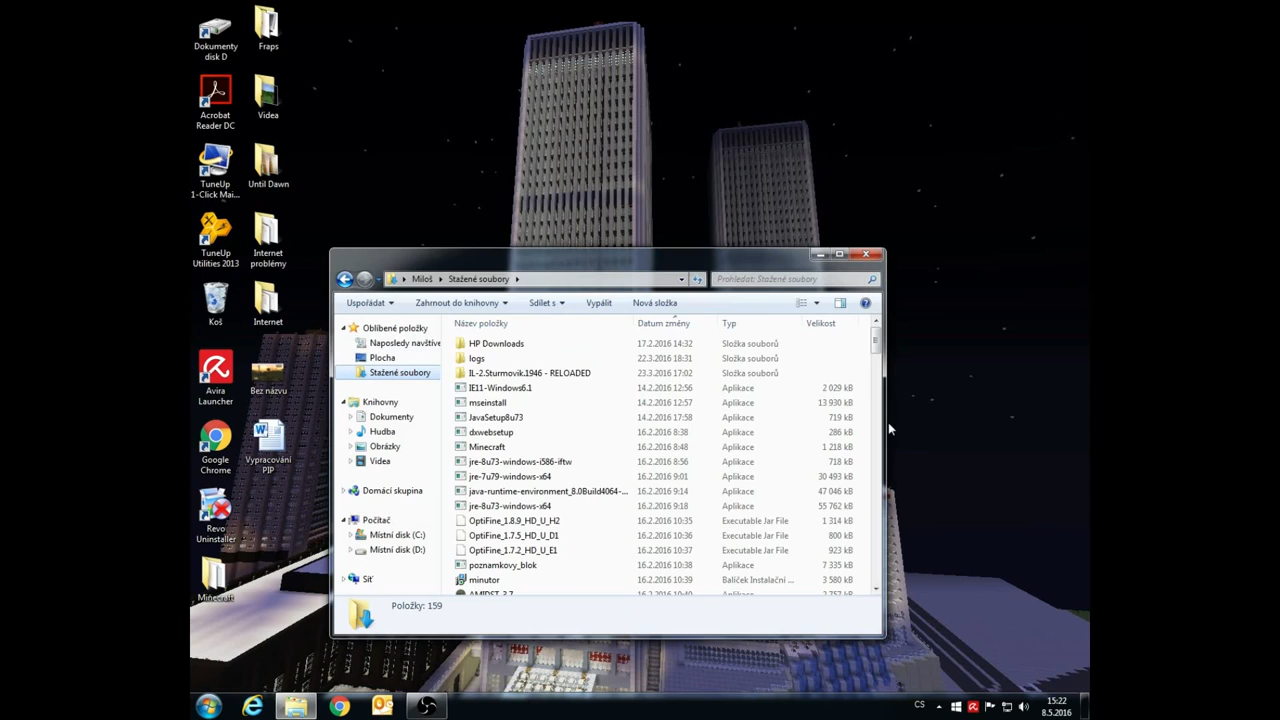 Dokumenty
disk D
Fraps
Acrobat
Reader DC
Videa
TuneUp
1-Click Mai...
Until Dawn
TuneUp
Utilities 2013
Internet
problémy
Koš
Internet
Avira
Launcher
Bez názvu
Google
Chrome
Vypracování
PIP
Revo
Uninstaller
Minecraft
Miloš
Stažené soubory
Prohledat: Stažené soubory
Uspořádat
Zahrnout do knihovny
Sdílet s
Vypálit
Nová složka
Oblíbené položky
Naposledy navštíve
Plocha
Stažené soubory
Knihovny
Dokumenty
Hudba
Obrázky
Videa
Domácí skupina
Počítač
Místní disk (C:)
Místní disk (D:)
Síť
Název položky Datum změny Typ Velikost
HP Downloads 17.2.2016 14:32 Složka souborů
logs 22.3.2016 18:31 Složka souborů
IL-2.Sturmovik.1946 - RELOADED 23.3.2016 17:02 Složka souborů
IE11-Windows6.1 14.2.2016 12:56 Aplikace 2 029 kB
mseinstall 14.2.2016 12:57 Aplikace 13 930 kB
JavaSetup8u73 14.2.2016 17:58 Aplikace 719 kB
dxwebsetup 16.2.2016 8:38 Aplikace 286 kB
Minecraft 16.2.2016 8:48 Aplikace 1 218 kB
jre-8u73-windows-i586-iftw 16.2.2016 8:56 Aplikace 718 kB
jre-7u79-windows-x64 16.2.2016 9:01 Aplikace 30 493 kB
java-runtime-environment_8.0Build4064-... 16.2.2016 9:14 Aplikace 47 046 kB
jre-8u73-windows-x64 16.2.2016 9:18 Aplikace 55 762 kB
OptiFine_1.8.9_HD_U_H2 16.2.2016 10:35 Executable Jar File 1 314 kB
OptiFine_1.7.5_HD_U_D1 16.2.2016 10:36 Executable Jar File 800 kB
OptiFine_1.7.2_HD_U_E1 16.2.2016 10:37 Executable Jar File 923 kB
poznamkovy_blok 16.2.2016 10:38 Aplikace 7 335 kB
minutor 16.2.2016 10:39 Balíček Instalační ... 3 580 kB
AMIDST_3.7 16.2.2016 10:40 Aplikace 2 757 kB
Položky: 159
CS
15:22
8.5.2016